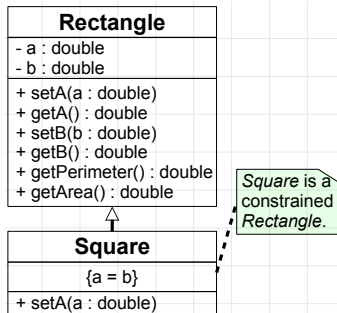 Rectangle
- a : double
- b : double
+ setA(a : double)
+ getA() : double
+ setB(b : double)
+ getB() : double
+ getPerimeter() : double
+ getArea() : double
Square is a
constrained
Rectangle.
Square
{a = b}
+ setA(a : double)